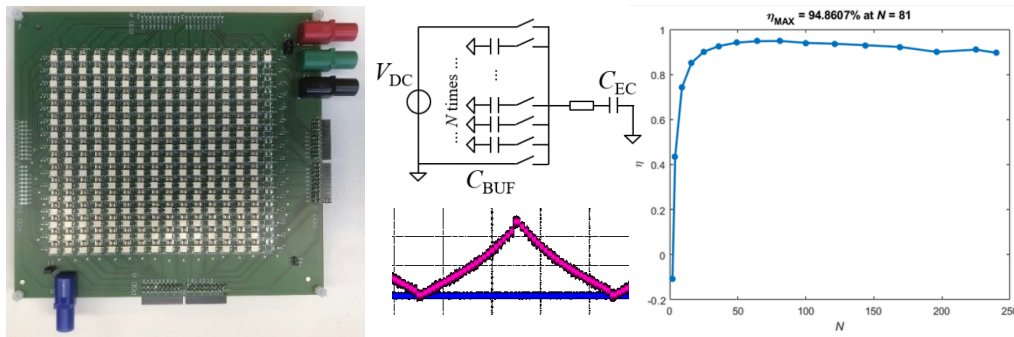 POD A
V_DC
... N times ...
...
C_EC
C_BUF
η_MAX = 94.8607% at N = 81
1
0.8
0.6
0.4
0.2
0
-0.2
η
0
50
100
150
200
250
N